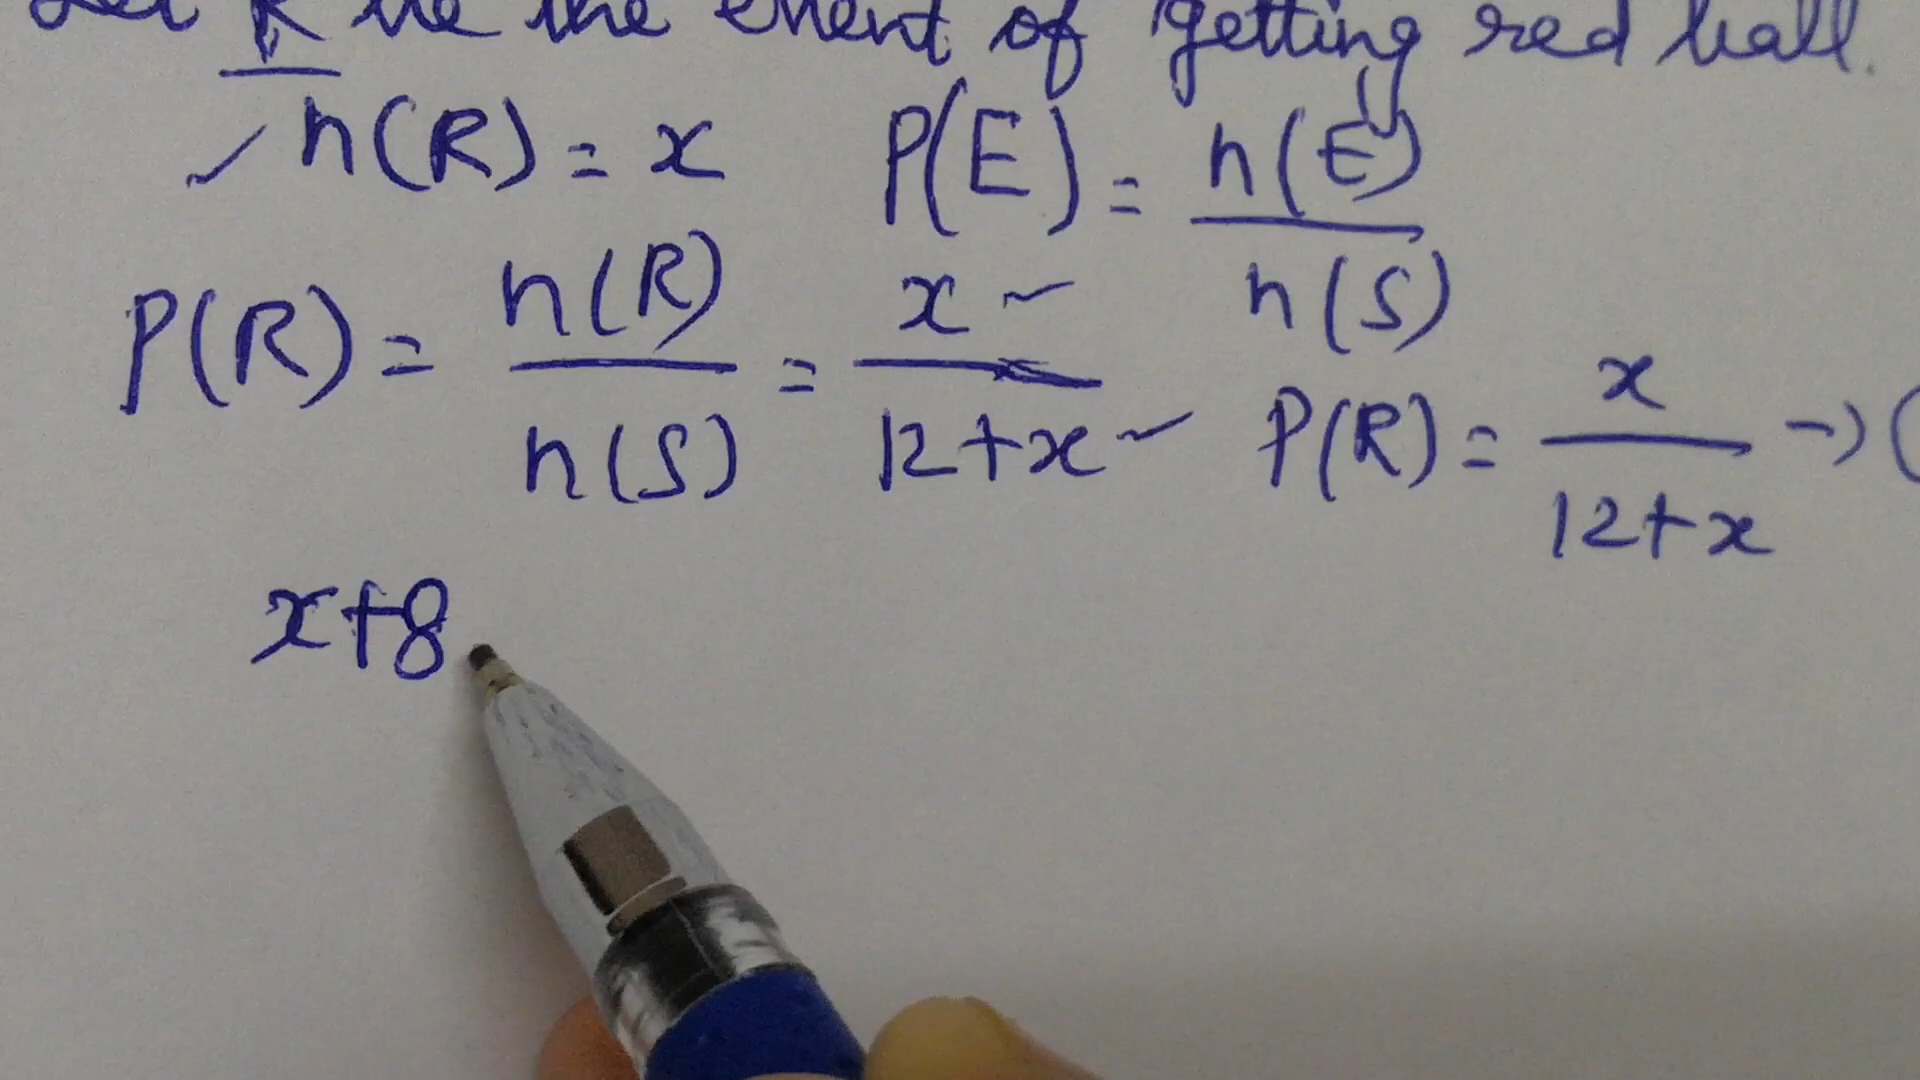 Let R be the event of getting red ball.
n(R) = x P(E) = n(E)/n(S)
P(R) = n(R)/n(S) = x/12+x P(R) = x/12+x → (
x+8